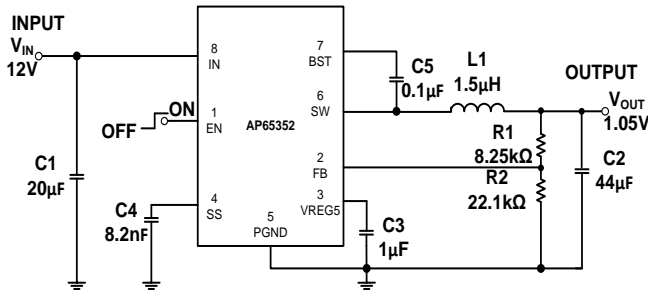 INPUT
V_IN
12V
C1
20μF
OFF
ON
C4
8.2nF
8
IN
1
EN
4
SS
5
PGND
AP65352
7
BST
6
SW
2
FB
3
VREG5
C5
0.1μF
L1
1.5μH
R1
8.25kΩ
R2
22.1kΩ
C3
1μF
OUTPUT
V_OUT
1.05V
C2
44μF